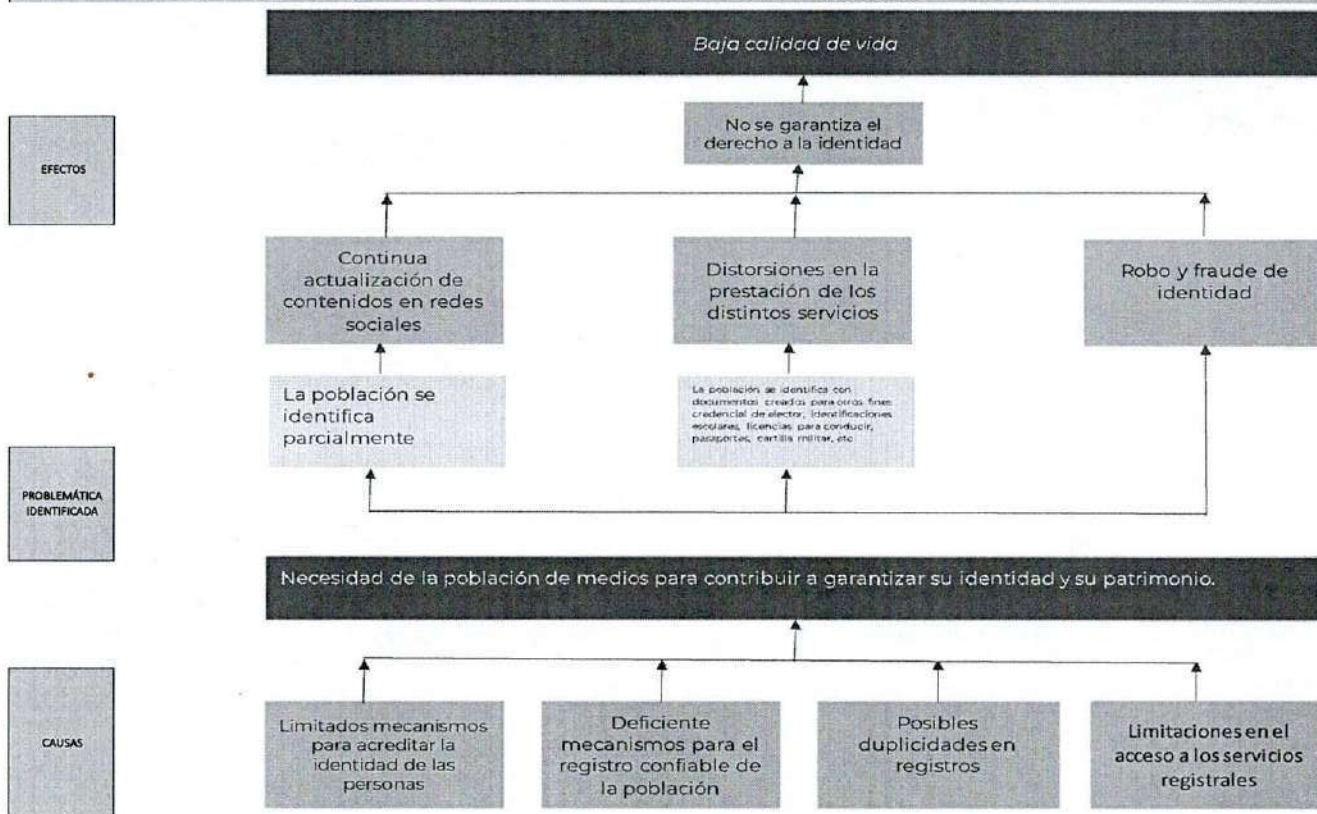 Baja calidad de vida
No se garantiza el
derecho a la identidad
EFECTOS
Continua
actualización de
contenidos en redes
sociales
Distorsiones en la
prestación de los
distintos servicios
Robo y fraude de
identidad
La población se
identifica
parcialmente
La población se identifica con
documentos creados para otros fines
credencial de elector, identificaciones
escolares, licencias para conducir,
pasaportes, cartilla militar, etc
PROBLEMÁTICA
IDENTIFICADA
Necesidad de la población de medios para contribuir a garantizar su identidad y su patrimonio.
CAUSAS
Limitados mecanismos
para acreditar la
identidad de las
personas
Deficiente
mecanismos para el
registro confiable de
la población
Posibles
duplicidades en
registros
Limitaciones en el
acceso a los servicios
registrales